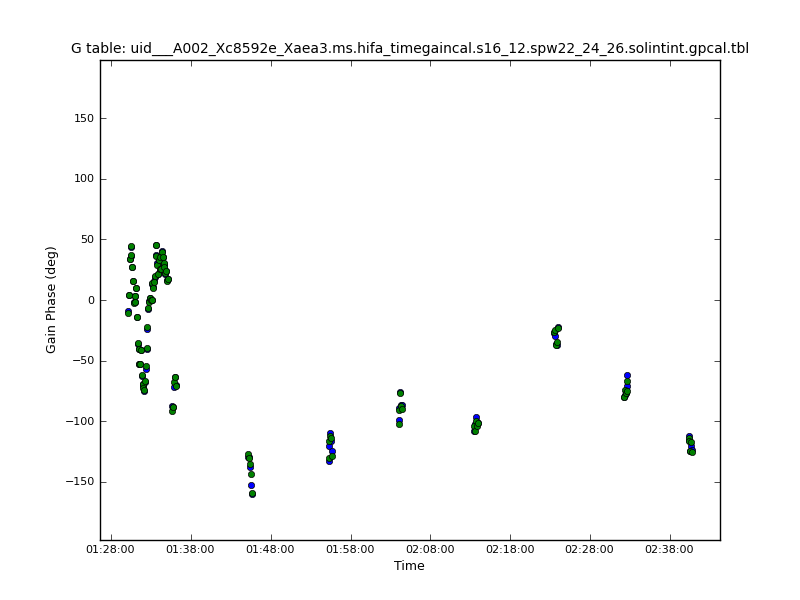 G table: uid___A002_Xc8592e_Xaea3.ms.hifa_timegaincal.s16_12.spw22_24_26.solintint.gpcal.tbl
150
100
50
0
−50
−100
−150
Gain Phase (deg)
01:28:00 01:38:00 01:48:00 01:58:00 02:08:00 02:18:00 02:28:00 02:38:00
Time